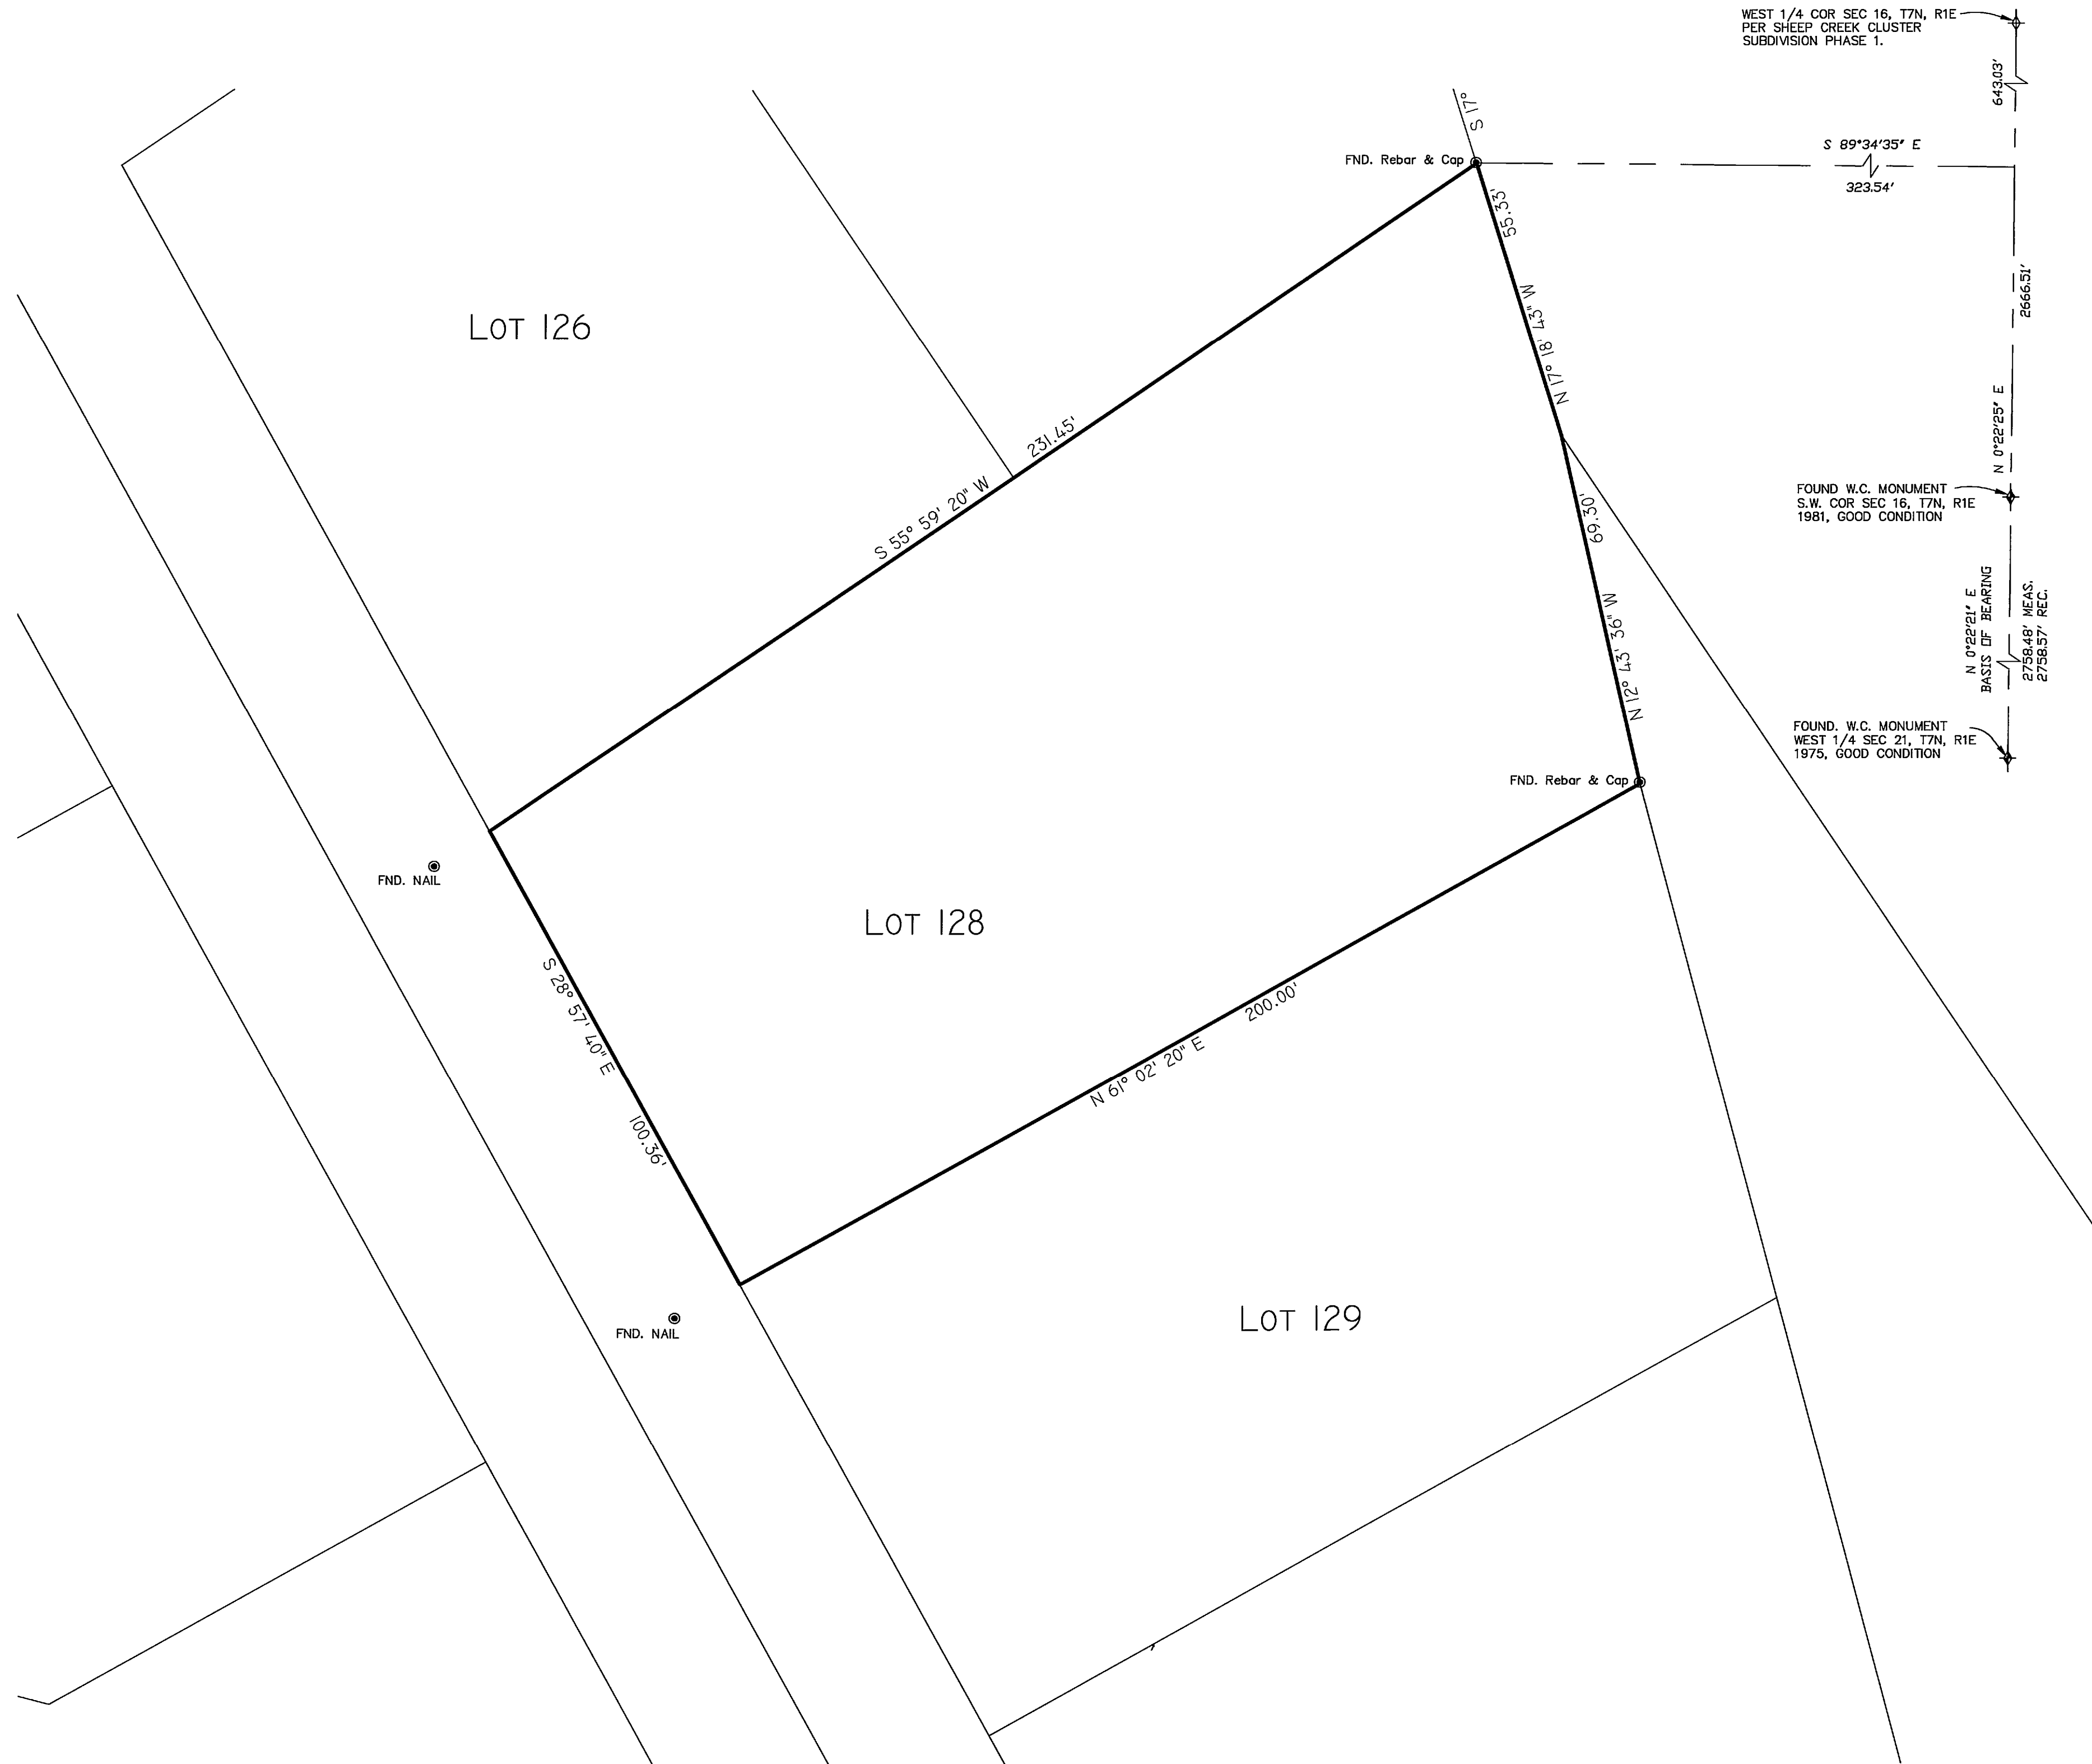 WEST 1/4 COR SEC 16, T7N, R1E
PER SHEEP CREEK CLUSTER
SUBDIVISION PHASE 1.
643.03'
S 17°
FND. Rebar & Cap
S 89°34'35" E
323.54'
55.33'
N 17° 18' 43" W
2666.51'
N 0°22'25" E
LOT 126
231.45'
S 55° 59' 20" W
69.30'
N 12° 43' 36" W
FOUND W.C. MONUMENT
S.W. COR SEC 16, T7N, R1E
1981, GOOD CONDITION
N 0°22'21" E
BASIS OF BEARING
2758.48' MEAS.
2758.57' REC.
FOUND. W.C. MONUMENT
WEST 1/4 SEC 21, T7N, R1E
1975, GOOD CONDITION
FND. Rebar & Cap
FND. NAIL
LOT 128
S 28° 57' 40" E
100.36'
200.00'
N 61° 02' 20" E
FND. NAIL
LOT 129